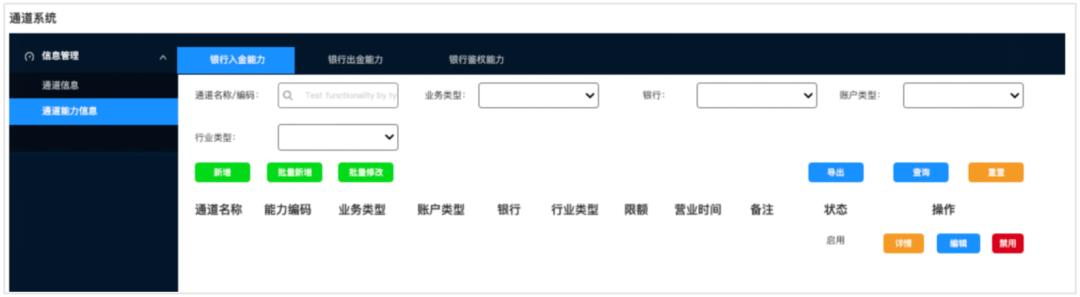 通道系统
信息管理
通道信息
通道能力信息
银行入金能力 银行出金能力 银行鉴权能力
通道名称/编码: Test functionality by ty 业务类型: 银行: 账户类型:
行业类型:
新增 批量新增 批量修改 导出 查询 重置
通道名称 能力编码 业务类型 账户类型 银行 行业类型 限额 营业时间 备注 状态 操作
启用 详情 编辑 禁用